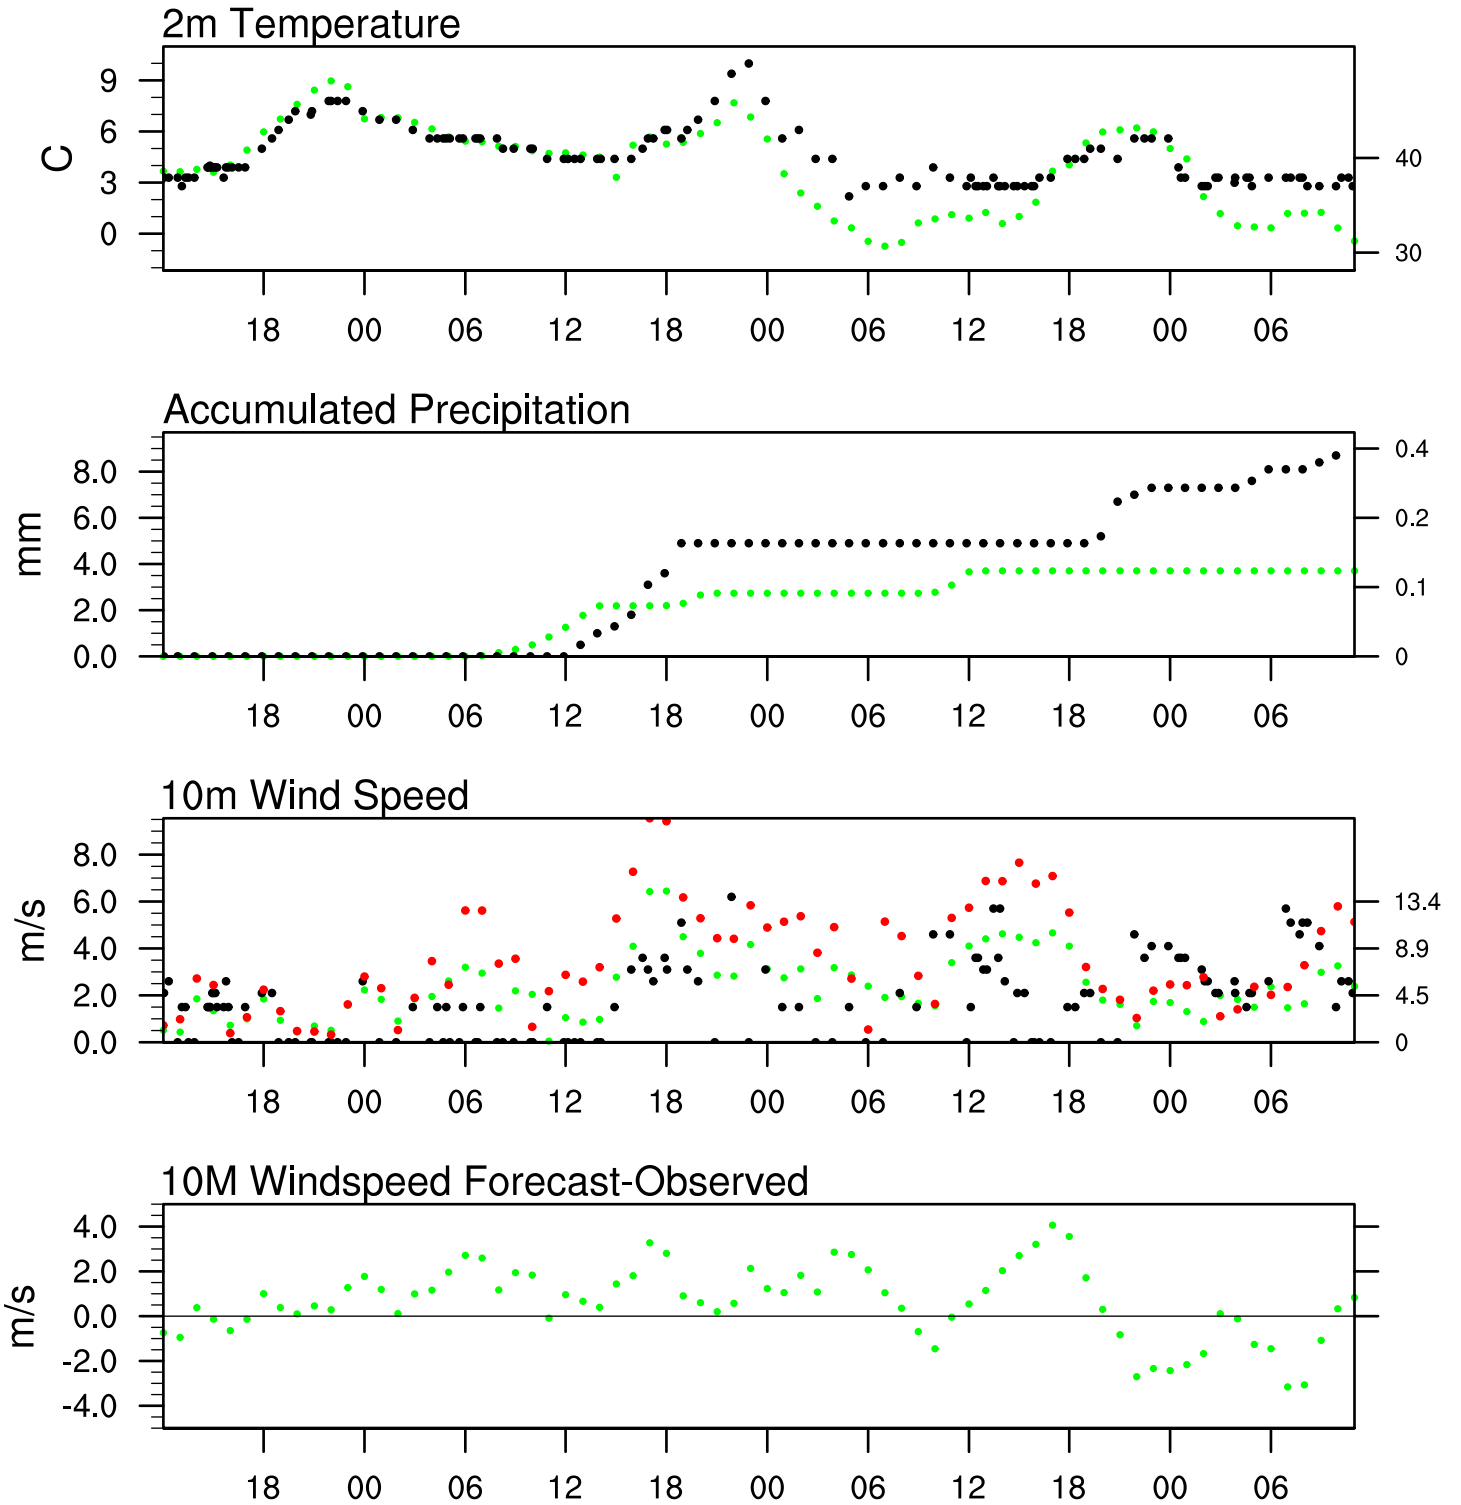 2m Temperature
9
6
3
0
C
40
30
18 00 06 12 18 00 06 12 18 00 06
Accumulated Precipitation
8.0
6.0
4.0
2.0
0.0
mm
0.4
0.2
0.1
0
18 00 06 12 18 00 06 12 18 00 06
10m Wind Speed
8.0
6.0
4.0
2.0
0.0
m/s
13.4
8.9
4.5
0
18 00 06 12 18 00 06 12 18 00 06
10M Windspeed Forecast-Observed
4.0
2.0
0.0
-2.0
-4.0
m/s
18 00 06 12 18 00 06 12 18 00 06